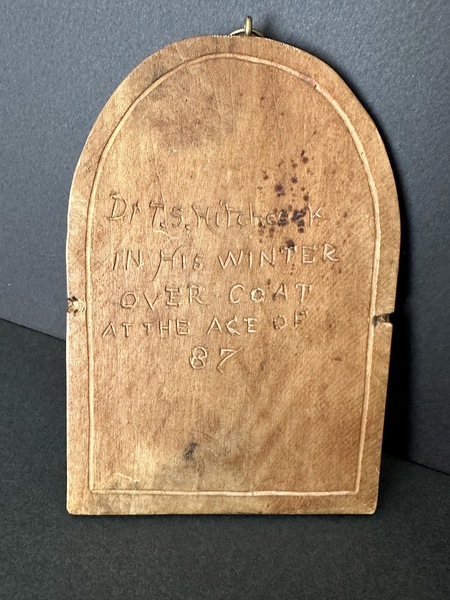 Dr T.S. Hitchcock
IN HIS WINTER
OVER COAT
AT THE AGE OF
87